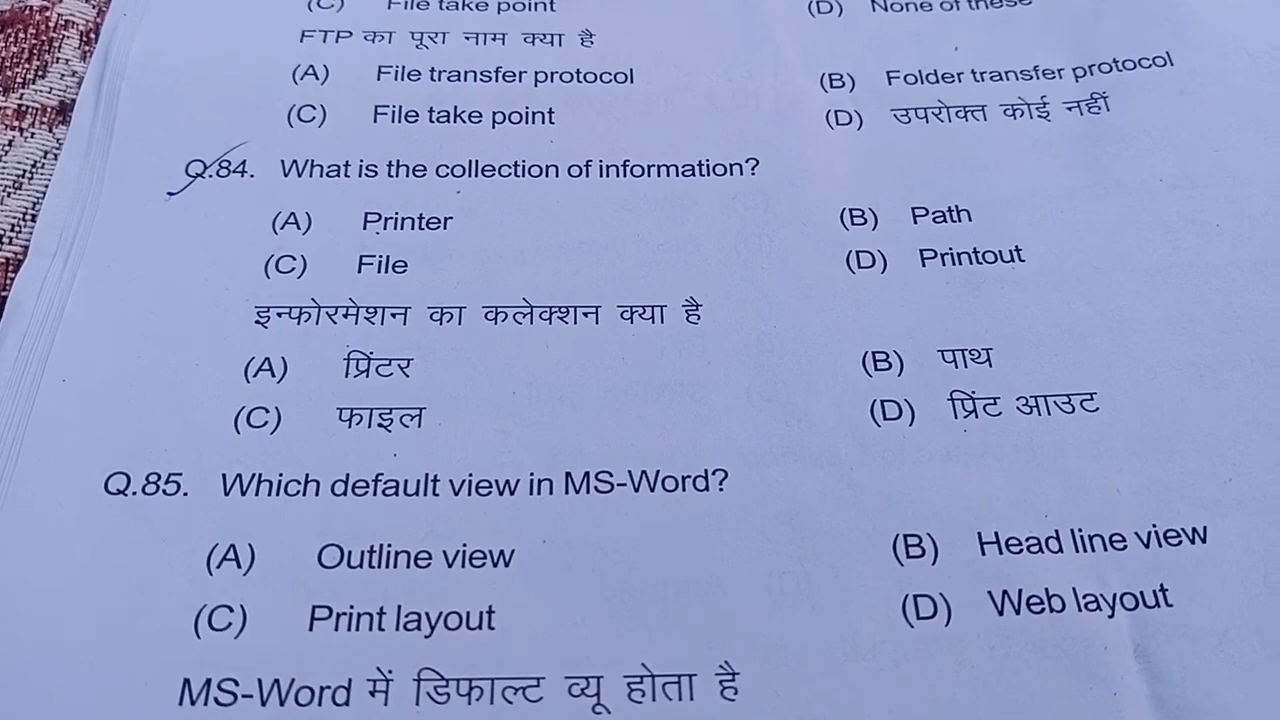 (C) File take point (D) None of these
FTP का पूरा नाम क्या है
(A) File transfer protocol (B) Folder transfer protocol
(C) File take point (D) उपरोक्त कोई नहीं
Q.84. What is the collection of information?
(A) Printer (B) Path
(C) File (D) Printout
इन्फोरमेशन का कलेक्शन क्या है
(A) प्रिंटर (B) पाथ
(C) फाइल (D) प्रिंट आउट
Q.85. Which default view in MS-Word?
(A) Outline view (B) Head line view
(C) Print layout (D) Web layout
MS-Word में डिफाल्ट व्यू होता है